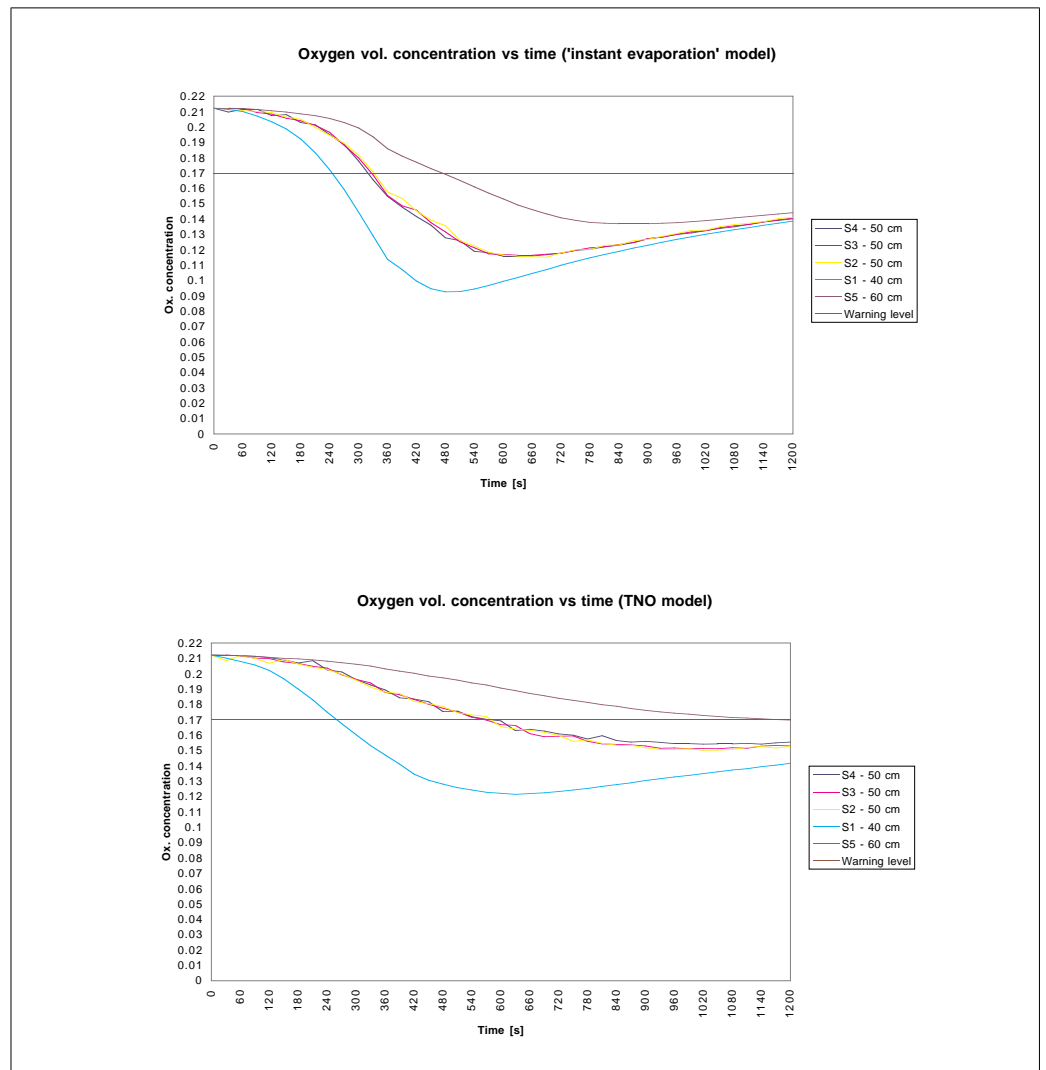 Oxygen vol. concentration vs time ('instant evaporation' model)
0.22
0.21
0.2
0.19
0.18
0.17
0.16
0.15
0.14
0.13
0.12
0.11
0.1
0.09
0.08
0.07
0.06
0.05
0.04
0.03
0.02
0.01
0
Ox. concentration
0 60 120 180 240 300 360 420 480 540 600 660 720 780 840 900 960 1020 1080 1140 1200
Time [s]
S4 - 50 cm
S3 - 50 cm
S2 - 50 cm
S1 - 40 cm
S5 - 60 cm
Warning level
Oxygen vol. concentration vs time (TNO model)
0.22
0.21
0.2
0.19
0.18
0.17
0.16
0.15
0.14
0.13
0.12
0.11
0.1
0.09
0.08
0.07
0.06
0.05
0.04
0.03
0.02
0.01
0
Ox. concentration
0 60 120 180 240 300 360 420 480 540 600 660 720 780 840 900 960 1020 1080 1140 1200
Time [s]
S4 - 50 cm
S3 - 50 cm
S2 - 50 cm
S1 - 40 cm
S5 - 60 cm
Warning level